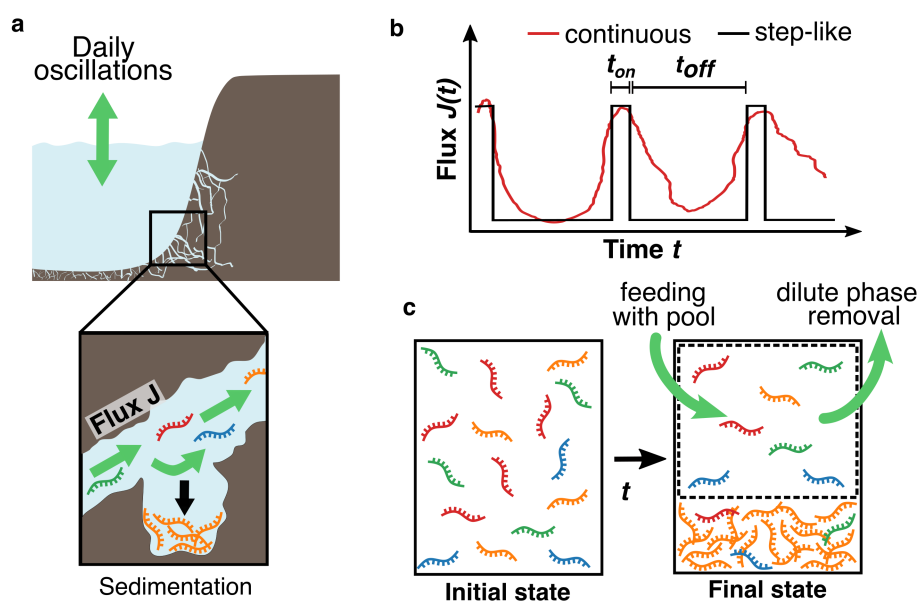 a
Daily
oscillations
Flux J
Sedimentation
b
continuous
step-like
t_on
t_off
Flux J(t)
Time t
c
feeding
with pool
dilute phase
removal
t
Initial state
Final state